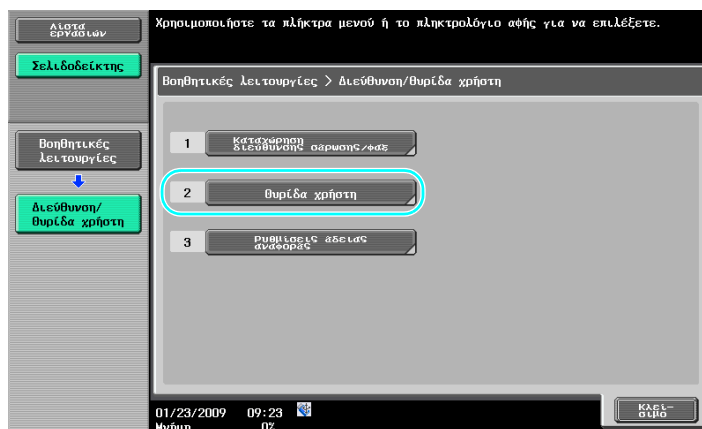 Λίστα
εργασιών
Χρησιμοποιήστε τα πλήκτρα μενού ή το πληκτρολόγιο αφής για να επιλέξετε.
Σελιδοδείκτης
Βοηθητικές λειτουργίες > Διεύθυνση/θυρίδα χρήστη
1 Καταχώρηση
διεύθυνσης σάρωσης/φαξ
Βοηθητικές
λειτουργίες
2 Θυρίδα χρήστη
Διεύθυνση/
θυρίδα χρήστη
3 Ρυθμίσεις άδειας
αναφοράς
01/23/2009 09:23
Μνήμη 0%
Κλεί-
σιμο